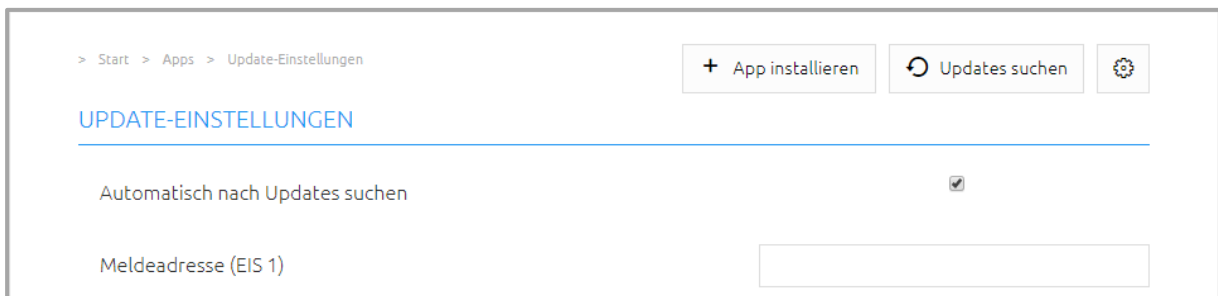 > Start > Apps > Update-Einstellungen
+ App installieren
Updates suchen
UPDATE-EINSTELLUNGEN
Automatisch nach Updates suchen
Meldeadresse (EIS 1)